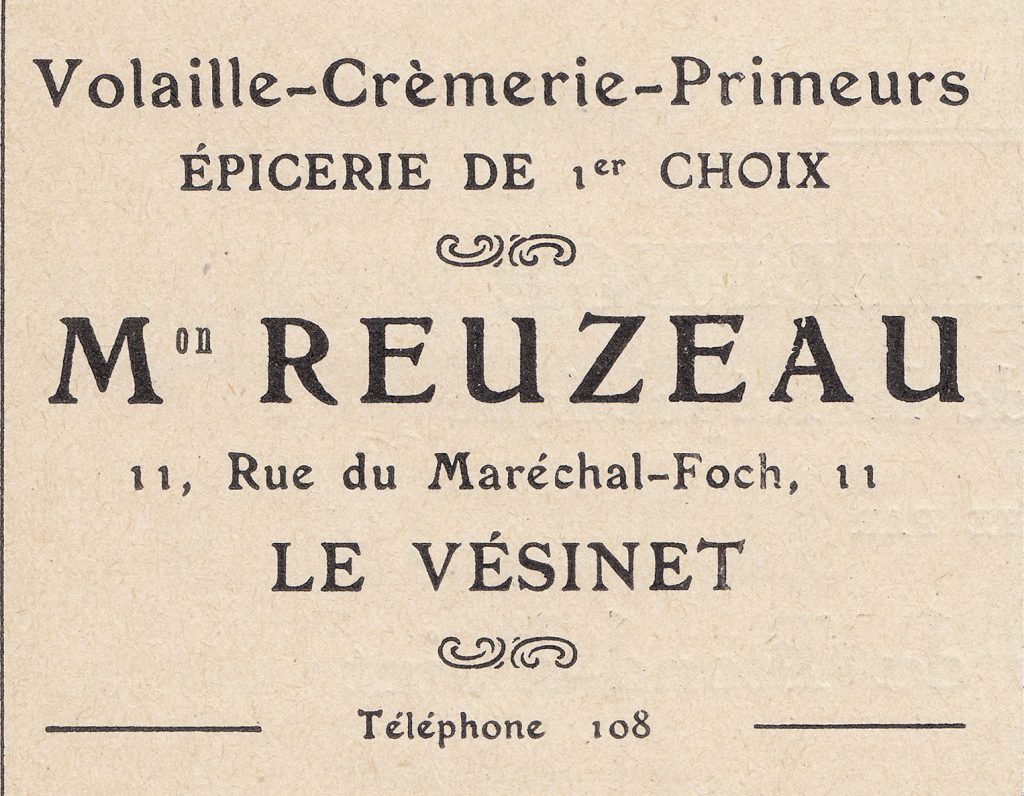 Volaille-Crèmerie-Primeurs
ÉPICERIE DE 1er CHOIX
Mon REUZEAU
11, Rue du Maréchal-Foch, 11
LE VÉSINET
Téléphone 108